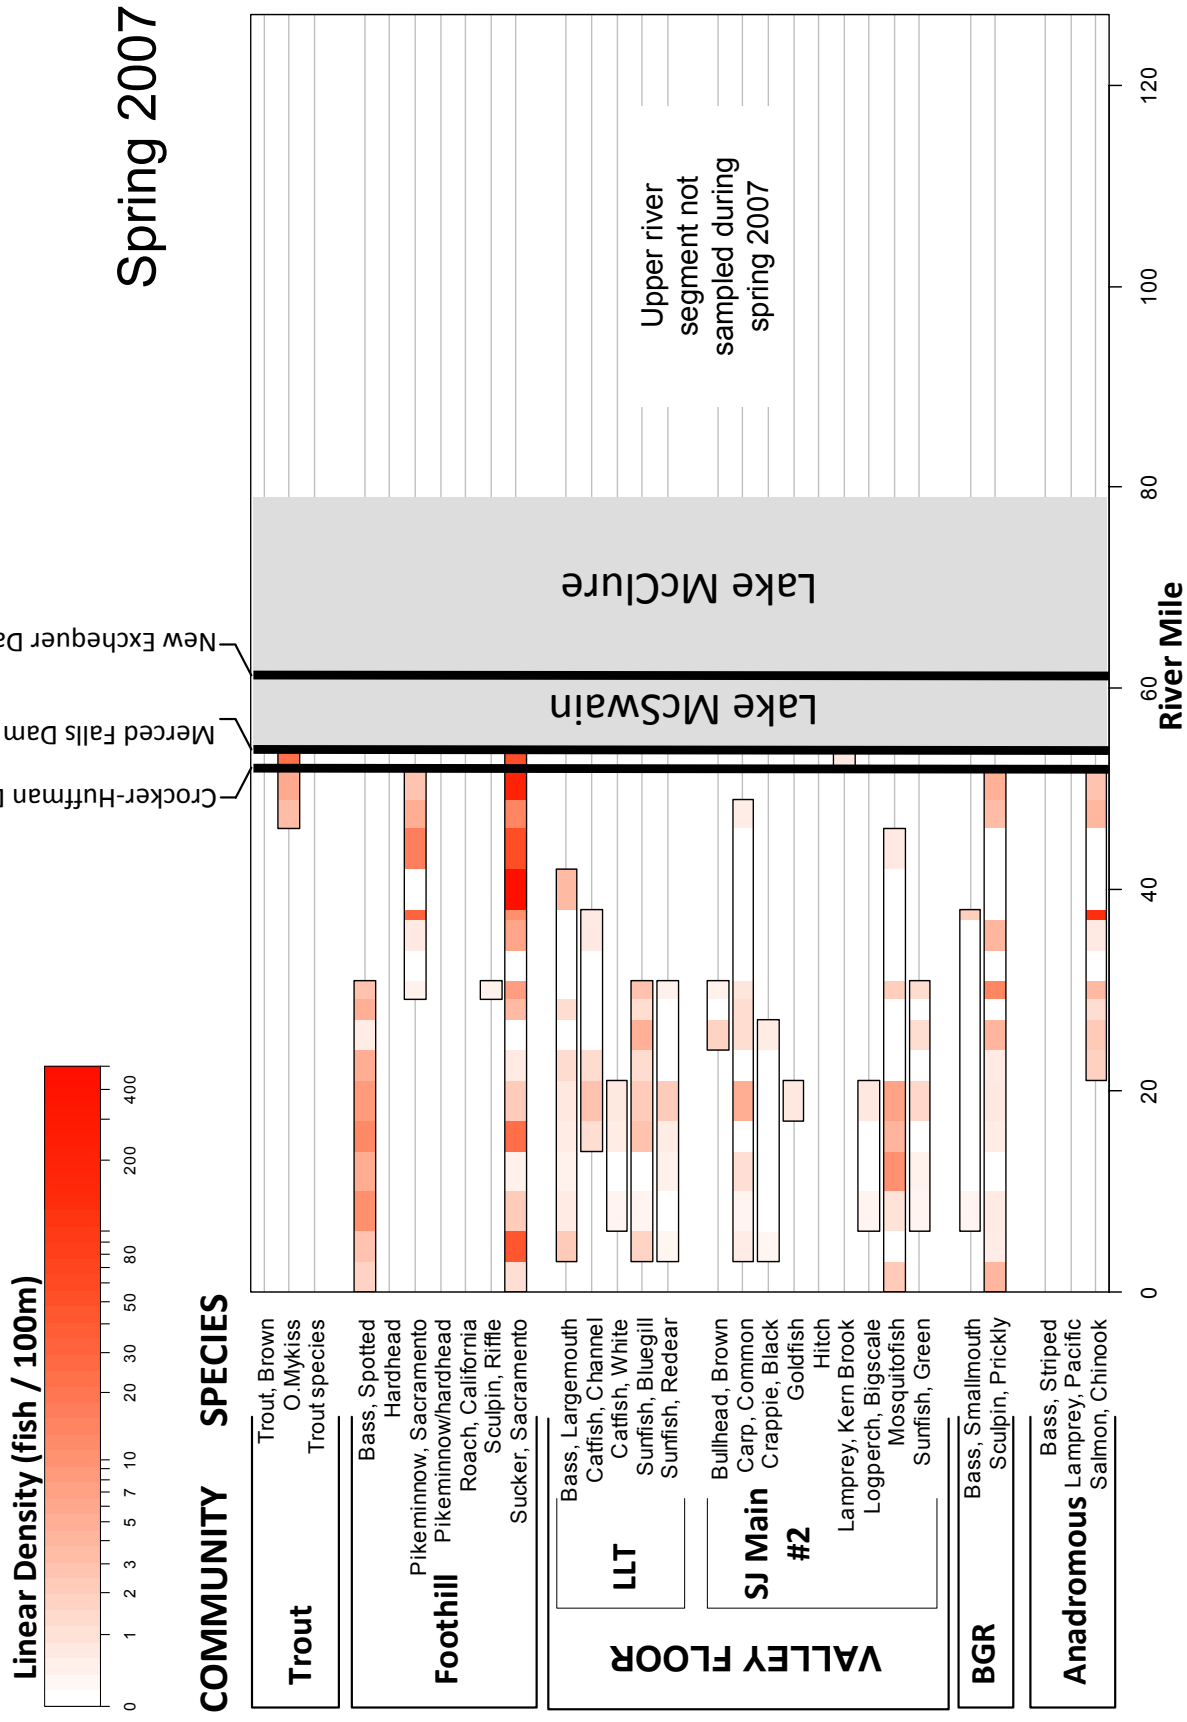 Spring 2007
Linear Density (fish / 100m)
0
1
2
3
5
7
10
20
30
50
80
200
400
COMMUNITY
SPECIES
Trout
Trout, Brown
O.Mykiss
Trout species
Foothill
Bass, Spotted
Hardhead
Pikeminnow, Sacramento
Pikeminnow/hardhead
Roach, California
Sculpin, Riffle
Sucker, Sacramento
VALLEY FLOOR
LLT
Bass, Largemouth
Catfish, Channel
Catfish, White
Sunfish, Bluegill
Sunfish, Redear
SJ Main
#2
Bullhead, Brown
Carp, Common
Crappie, Black
Goldfish
Hitch
Lamprey, Kern Brook
Logperch, Bigscale
Mosquitofish
Sunfish, Green
BGR
Bass, Smallmouth
Sculpin, Prickly
Anadromous
Bass, Striped
Lamprey, Pacific
Salmon, Chinook
Crocker-Huffman
Merced Falls Dam
New Exchequer
Lake McSwain
Lake McClure
Upper river
segment not
sampled during
spring 2007
0
20
40
60
80
100
120
River Mile